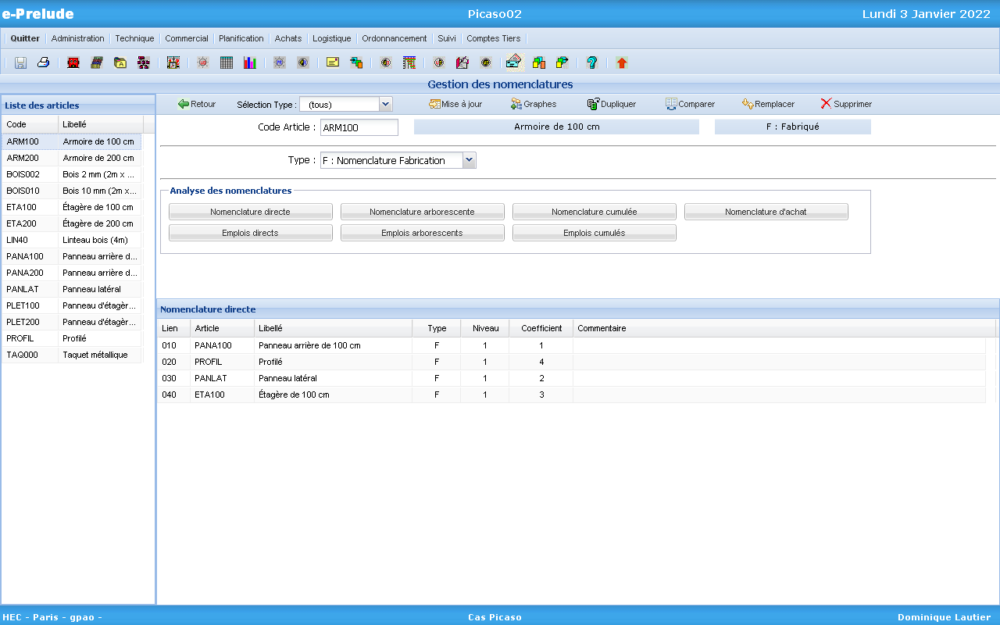 e-Prelude Picaso02 Lundi 3 Janvier 2022
Quitter Administration Technique Commercial Planification Achats Logistique Ordonnancement Suivi Comptes Tiers
Gestion des nomenclatures
Liste des articles
Retour Sélection Type : (tous) Mise à jour Graphes Dupliquer Comparer Remplacer Supprimer
Code Libellé
ARM100 Armoire de 100 cm
ARM200 Armoire de 200 cm
BOIS002 Bois 2 mm (2m x ...
BOIS010 Bois 10 mm (2m x...
ETA100 Étagère de 100 cm
ETA200 Étagère de 200 cm
LIN40 Linteau bois (4m)
PANA100 Panneau arrière d...
PANA200 Panneau arrière d...
PANLAT Panneau latéral
PLET100 Panneau d'étagèr...
PLET200 Panneau d'étagèr...
PROFIL Profilé
TAQ000 Taquet métallique
Code Article : ARM100 Armoire de 100 cm F : Fabriqué
Type : F : Nomenclature Fabrication
Analyse des nomenclatures
Nomenclature directe Nomenclature arborescente Nomenclature cumulée Nomenclature d'achat
Emplois directs Emplois arborescents Emplois cumulés
Nomenclature directe
Lien Article Libellé Type Niveau Coefficient Commentaire
010 PANA100 Panneau arrière de 100 cm F 1 1
020 PROFIL Profilé F 1 4
030 PANLAT Panneau latéral F 1 2
040 ETA100 Étagère de 100 cm F 1 3
HEC - Paris - gpao - Cas Picaso Dominique Lautier